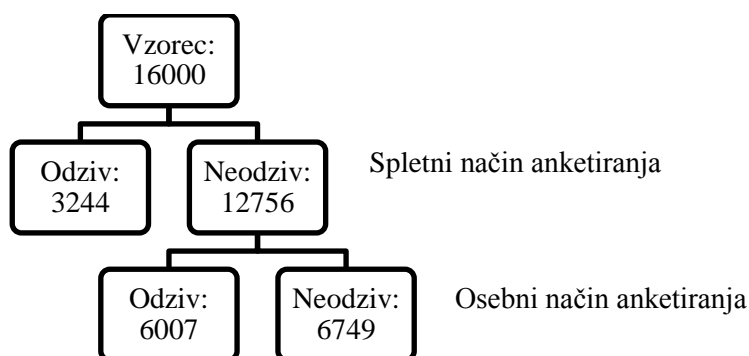 Vzorec:
16000
Odziv:
3244
Neodziv:
12756
Spletni način anketiranja
Odziv:
6007
Neodziv:
6749
Osebni način anketiranja